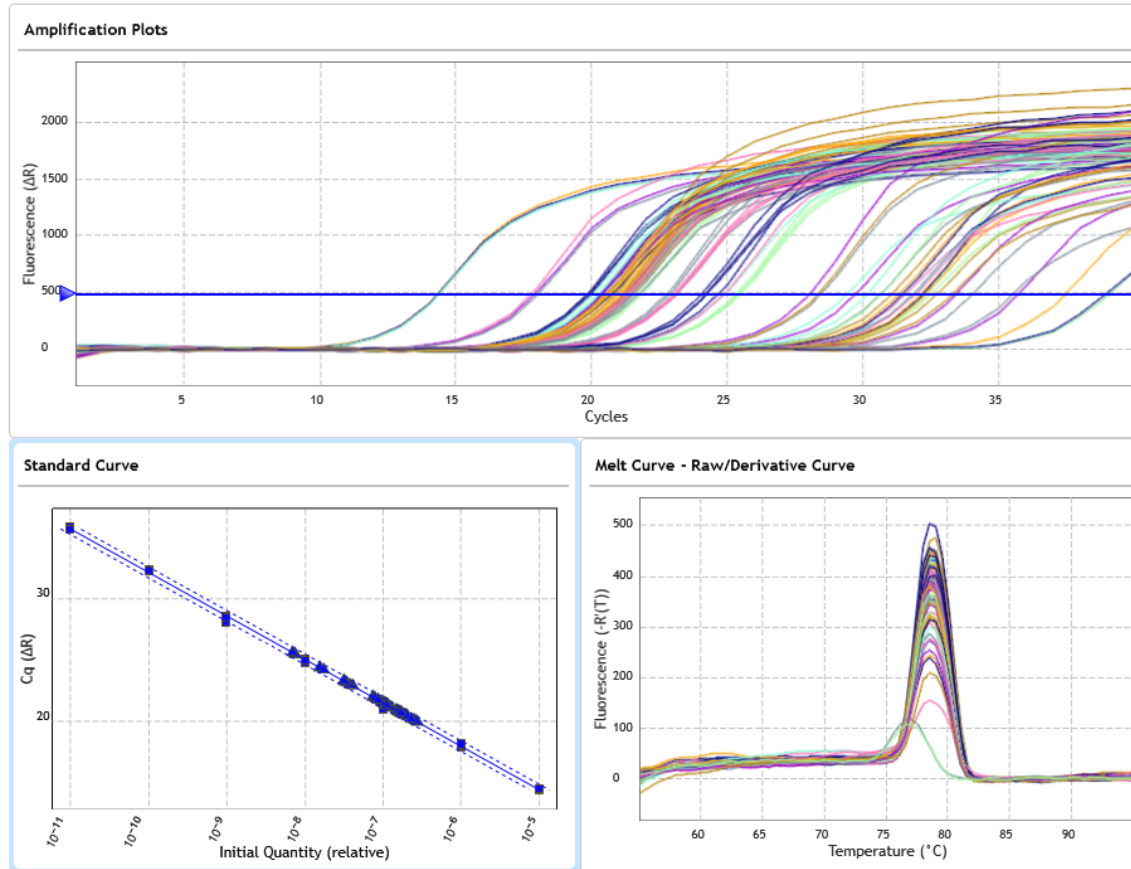 Amplification Plots
Fluorescence (ΔR)
2000
1500
1000
500
0
5 10 15 20 25 30 35
Cycles
Standard Curve
Cq (ΔR)
30
20
10^-11 10^-10 10^-9 10^-8 10^-7 10^-6 10^-5
Initial Quantity (relative)
Melt Curve - Raw/Derivative Curve
Fluorescence (-R'(T))
500
400
300
200
100
0
60 65 70 75 80 85 90
Temperature (°C)